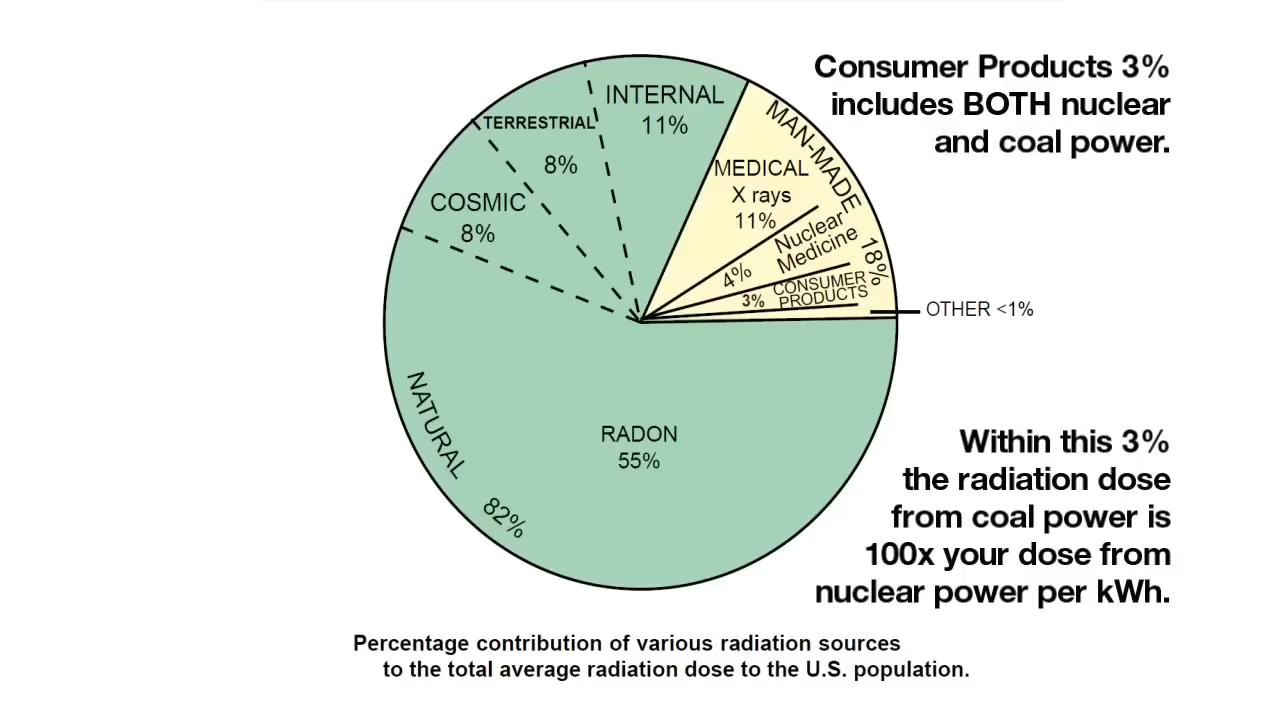 Consumer Products 3%
includes BOTH nuclear
and coal power.
INTERNAL
11%
TERRESTRIAL
8%
COSMIC
8%
MAN-MADE 18%
MEDICAL
X rays
11%
Nuclear
Medicine
4%
CONSUMER
PRODUCTS
3%
OTHER <1%
RADON
55%
NATURAL 82%
Within this 3%
the radiation dose
from coal power is
100x your dose from
nuclear power per kWh.
Percentage contribution of various radiation sources
to the total average radiation dose to the U.S. population.